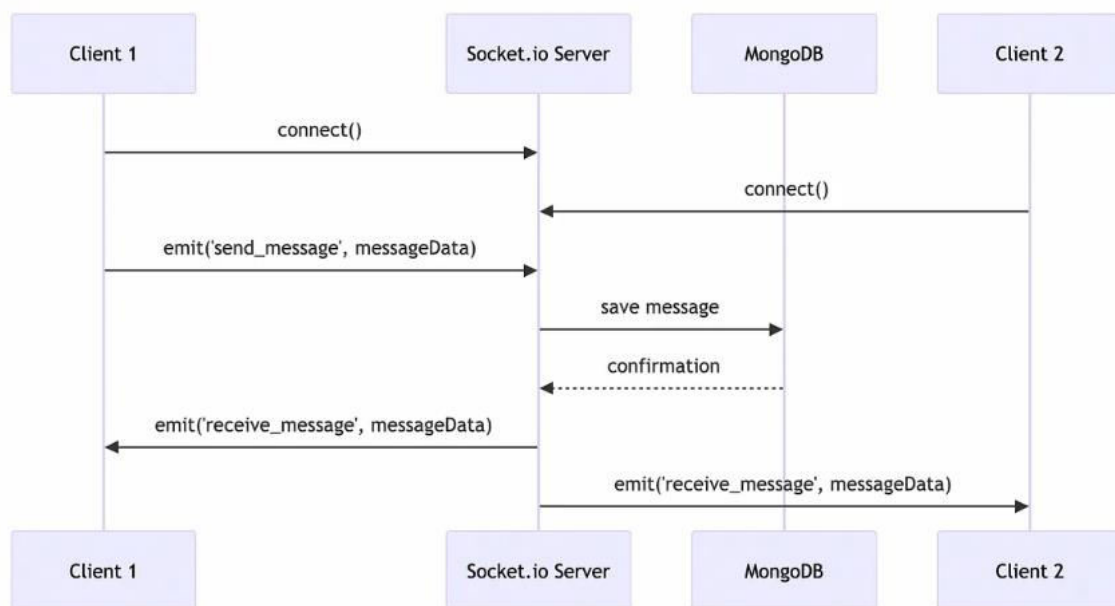 Client 1
Socket.io Server
MongoDB
Client 2
connect()
connect()
emit('send_message', messageData)
save message
confirmation
emit('receive_message', messageData)
emit('receive_message', messageData)
Client 1
Socket.io Server
MongoDB
Client 2